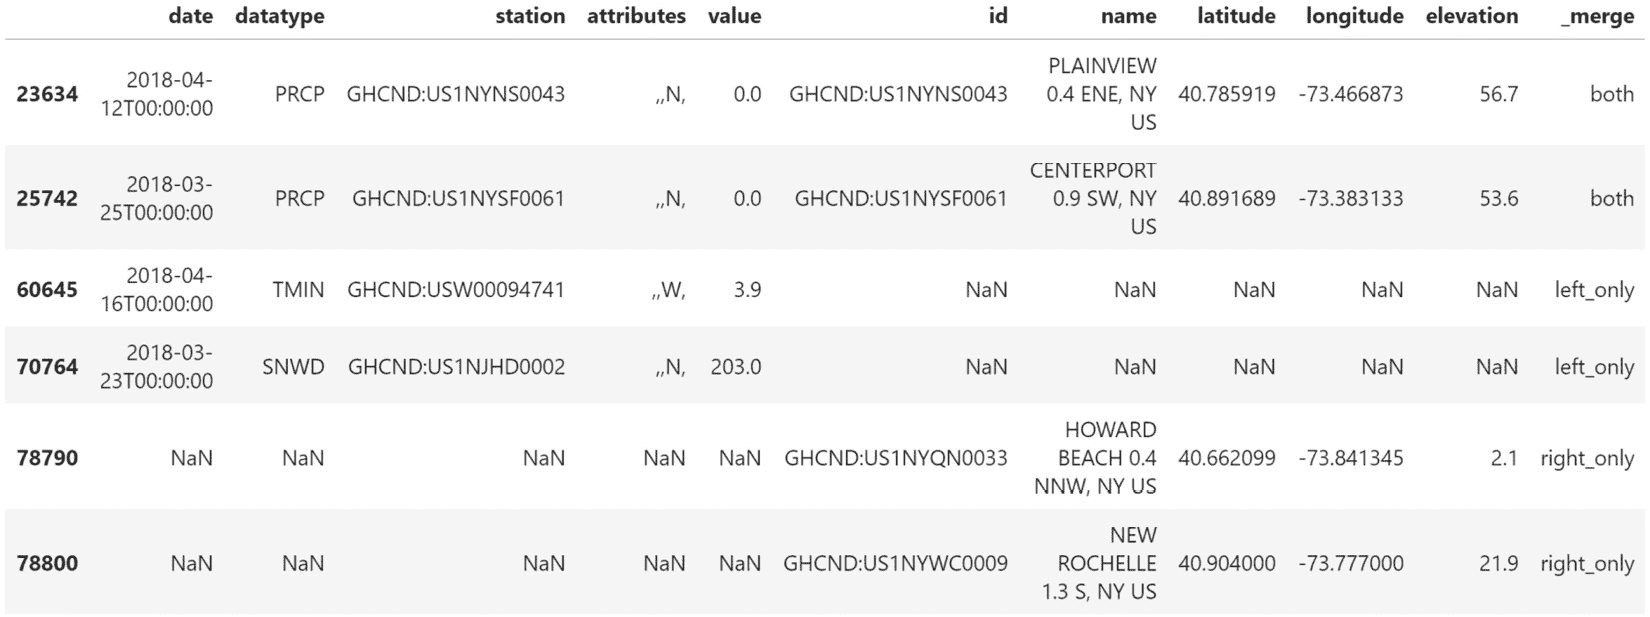 date datatype station attributes value id name latitude longitude elevation _merge
PLAINVIEW
2018-04-
23634 PRCP GHCND:US1NYNS0043 ,,N, 0.0 GHCND:US1NYNS0043 0.4 ENE, NY 40.785919 -73.466873 56.7 both
12T00:00:00
US
CENTERPORT
2018-03-
25742 PRCP GHCND:US1NYSF0061 ,,N, 0.0 GHCND:US1NYSF0061 0.9 SW, NY 40.891689 -73.383133 53.6 both
25T00:00:00
US
2018-04-
60645 TMIN GHCND:USW00094741 ,,W, 3.9 NaN NaN NaN NaN NaN left_only
16T00:00:00
2018-03-
70764 SNWD GHCND:US1NJHD0002 ,,N, 203.0 NaN NaN NaN NaN NaN left_only
23T00:00:00
HOWARD
78790 NaN NaN NaN NaN NaN GHCND:US1NYQN0033 BEACH 0.4 40.662099 -73.841345 2.1 right_only
NNW, NY US
NEW
78800 NaN NaN NaN NaN NaN GHCND:US1NYWC0009 ROCHELLE 40.904000 -73.777000 21.9 right_only
1.3 S, NY US